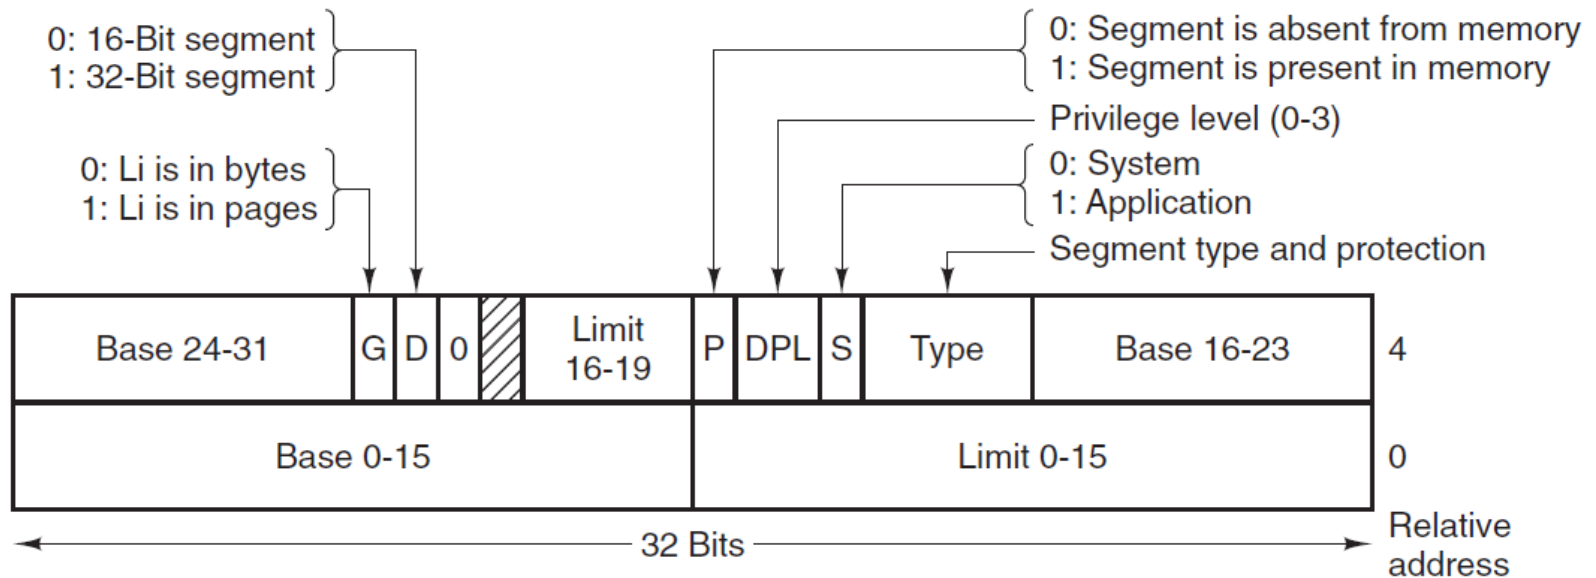 0: 16-Bit segment
1: 32-Bit segment
0: Li is in bytes
1: Li is in pages
0: Segment is absent from memory
1: Segment is present in memory
Privilege level (0-3)
0: System
1: Application
Segment type and protection
Base 24-31
G
D
0
Limit
16-19
P
DPL
S
Type
Base 16-23
4
Base 0-15
Limit 0-15
0
32 Bits
Relative
address